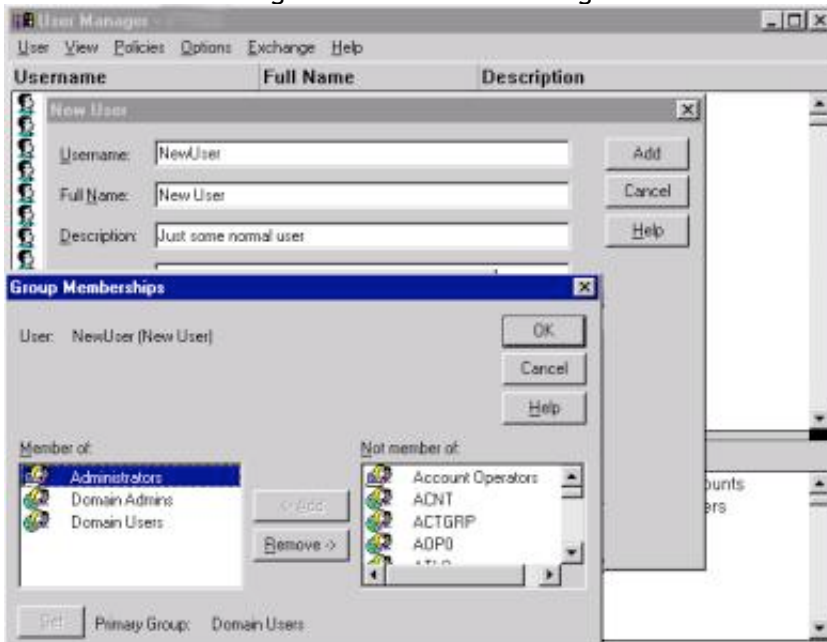 User Manager
User View Policies Options Exchange Help
Username Full Name Description
New User
Username: NewUser Add
Full Name: New User Cancel
Description: Just some normal user Help
Group Memberships
User: NewUser (New User) OK
Cancel
Help
Member of: Not member of:
Administrators Account Operators
Domain Admins <- Add ACNT
Domain Users ACTGRP
Remove -> AOP0
Set Primary Group: Domain Users
ounts
ers